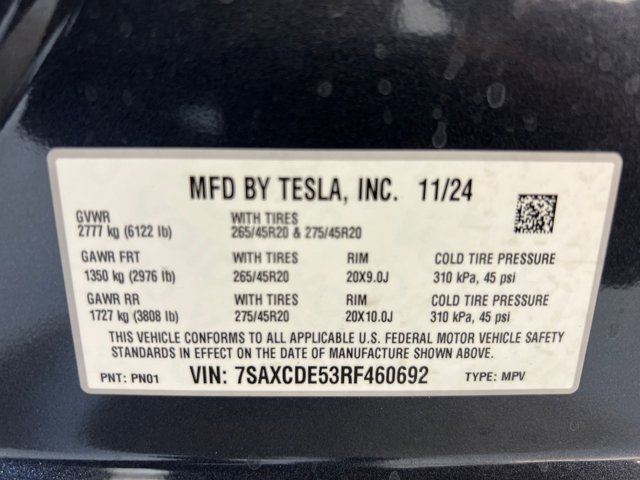 MFD BY TESLA, INC. 11/24
GVWR WITH TIRES
2777 kg (6122 lb) 265/45R20 & 275/45R20
GAWR FRT WITH TIRES RIM COLD TIRE PRESSURE
1350 kg (2976 lb) 265/45R20 20X9.0J 310 kPa, 45 psi
GAWR RR WITH TIRES RIM COLD TIRE PRESSURE
1727 kg (3808 lb) 275/45R20 20X10.0J 310 kPa, 45 psi
THIS VEHICLE CONFORMS TO ALL APPLICABLE U.S. FEDERAL MOTOR VEHICLE SAFETY
STANDARDS IN EFFECT ON THE DATE OF MANUFACTURE SHOWN ABOVE.
PNT: PN01 VIN: 7SAXCDE53RF460692 TYPE: MPV